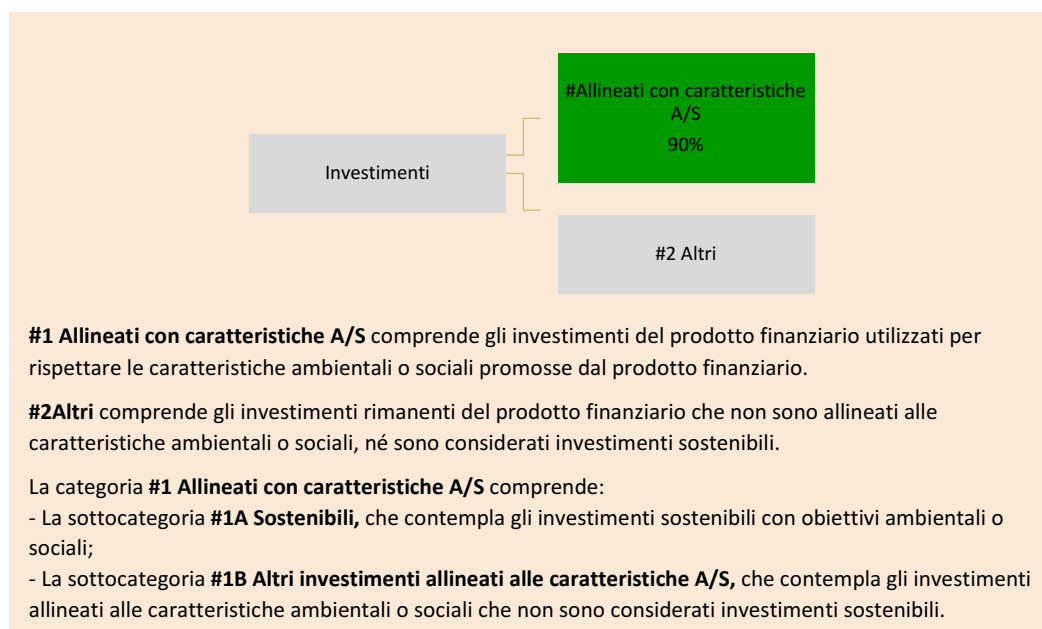 #Allineati con caratteristiche
A/S
90%
Investimenti
#2 Altri
#1 Allineati con caratteristiche A/S comprende gli investimenti del prodotto finanziario utilizzati per
rispettare le caratteristiche ambientali o sociali promosse dal prodotto finanziario.
#2Altri comprende gli investimenti rimanenti del prodotto finanziario che non sono allineati alle
caratteristiche ambientali o sociali, né sono considerati investimenti sostenibili.
La categoria #1 Allineati con caratteristiche A/S comprende:
- La sottocategoria #1A Sostenibili, che contempla gli investimenti sostenibili con obiettivi ambientali o
sociali;
- La sottocategoria #1B Altri investimenti allineati alle caratteristiche A/S, che contempla gli investimenti
allineati alle caratteristiche ambientali o sociali che non sono considerati investimenti sostenibili.